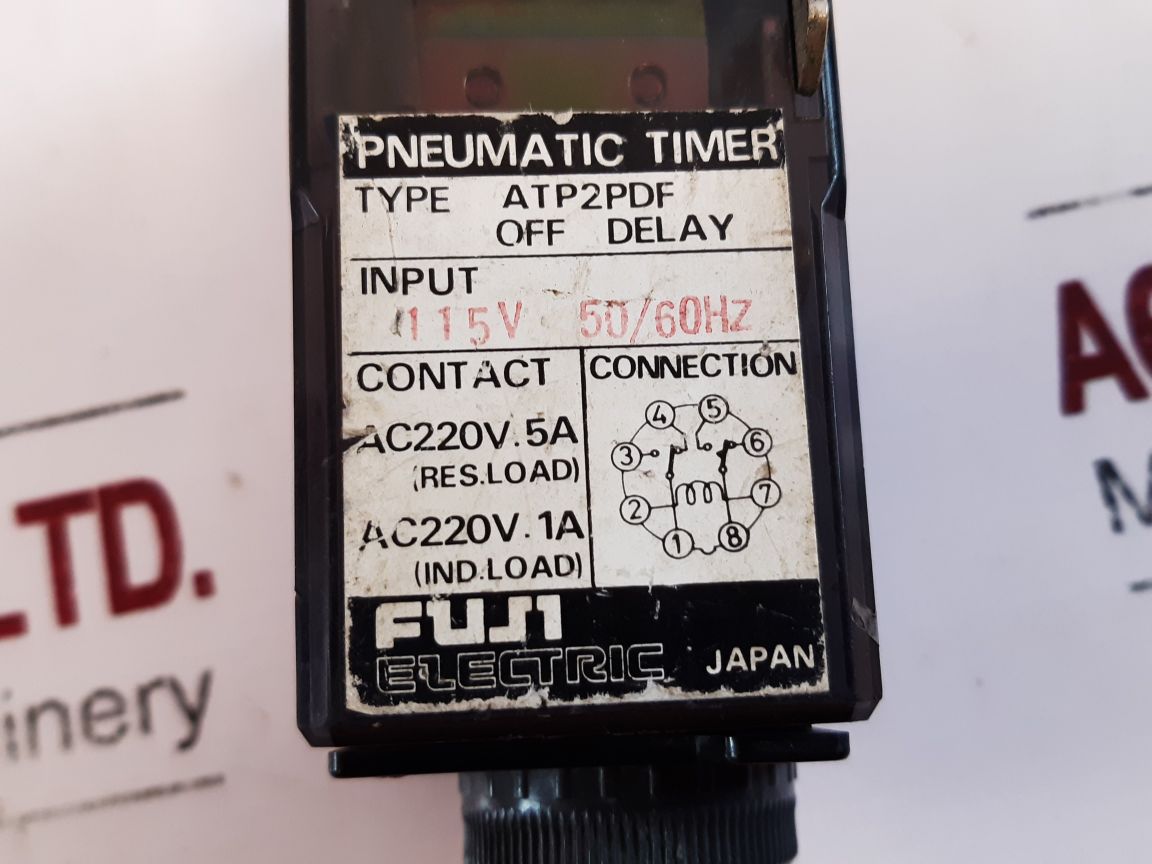 PNEUMATIC TIMER
TYPE ATP2PDF
OFF DELAY
INPUT
115V 50/60Hz
CONTACT
AC220V.5A
(RES.LOAD)
AC220V.1A
(IND.LOAD)
CONNECTION
4 5
3 6
2 7
1 8
FUJI
ELECTRIC JAPAN
LTD.